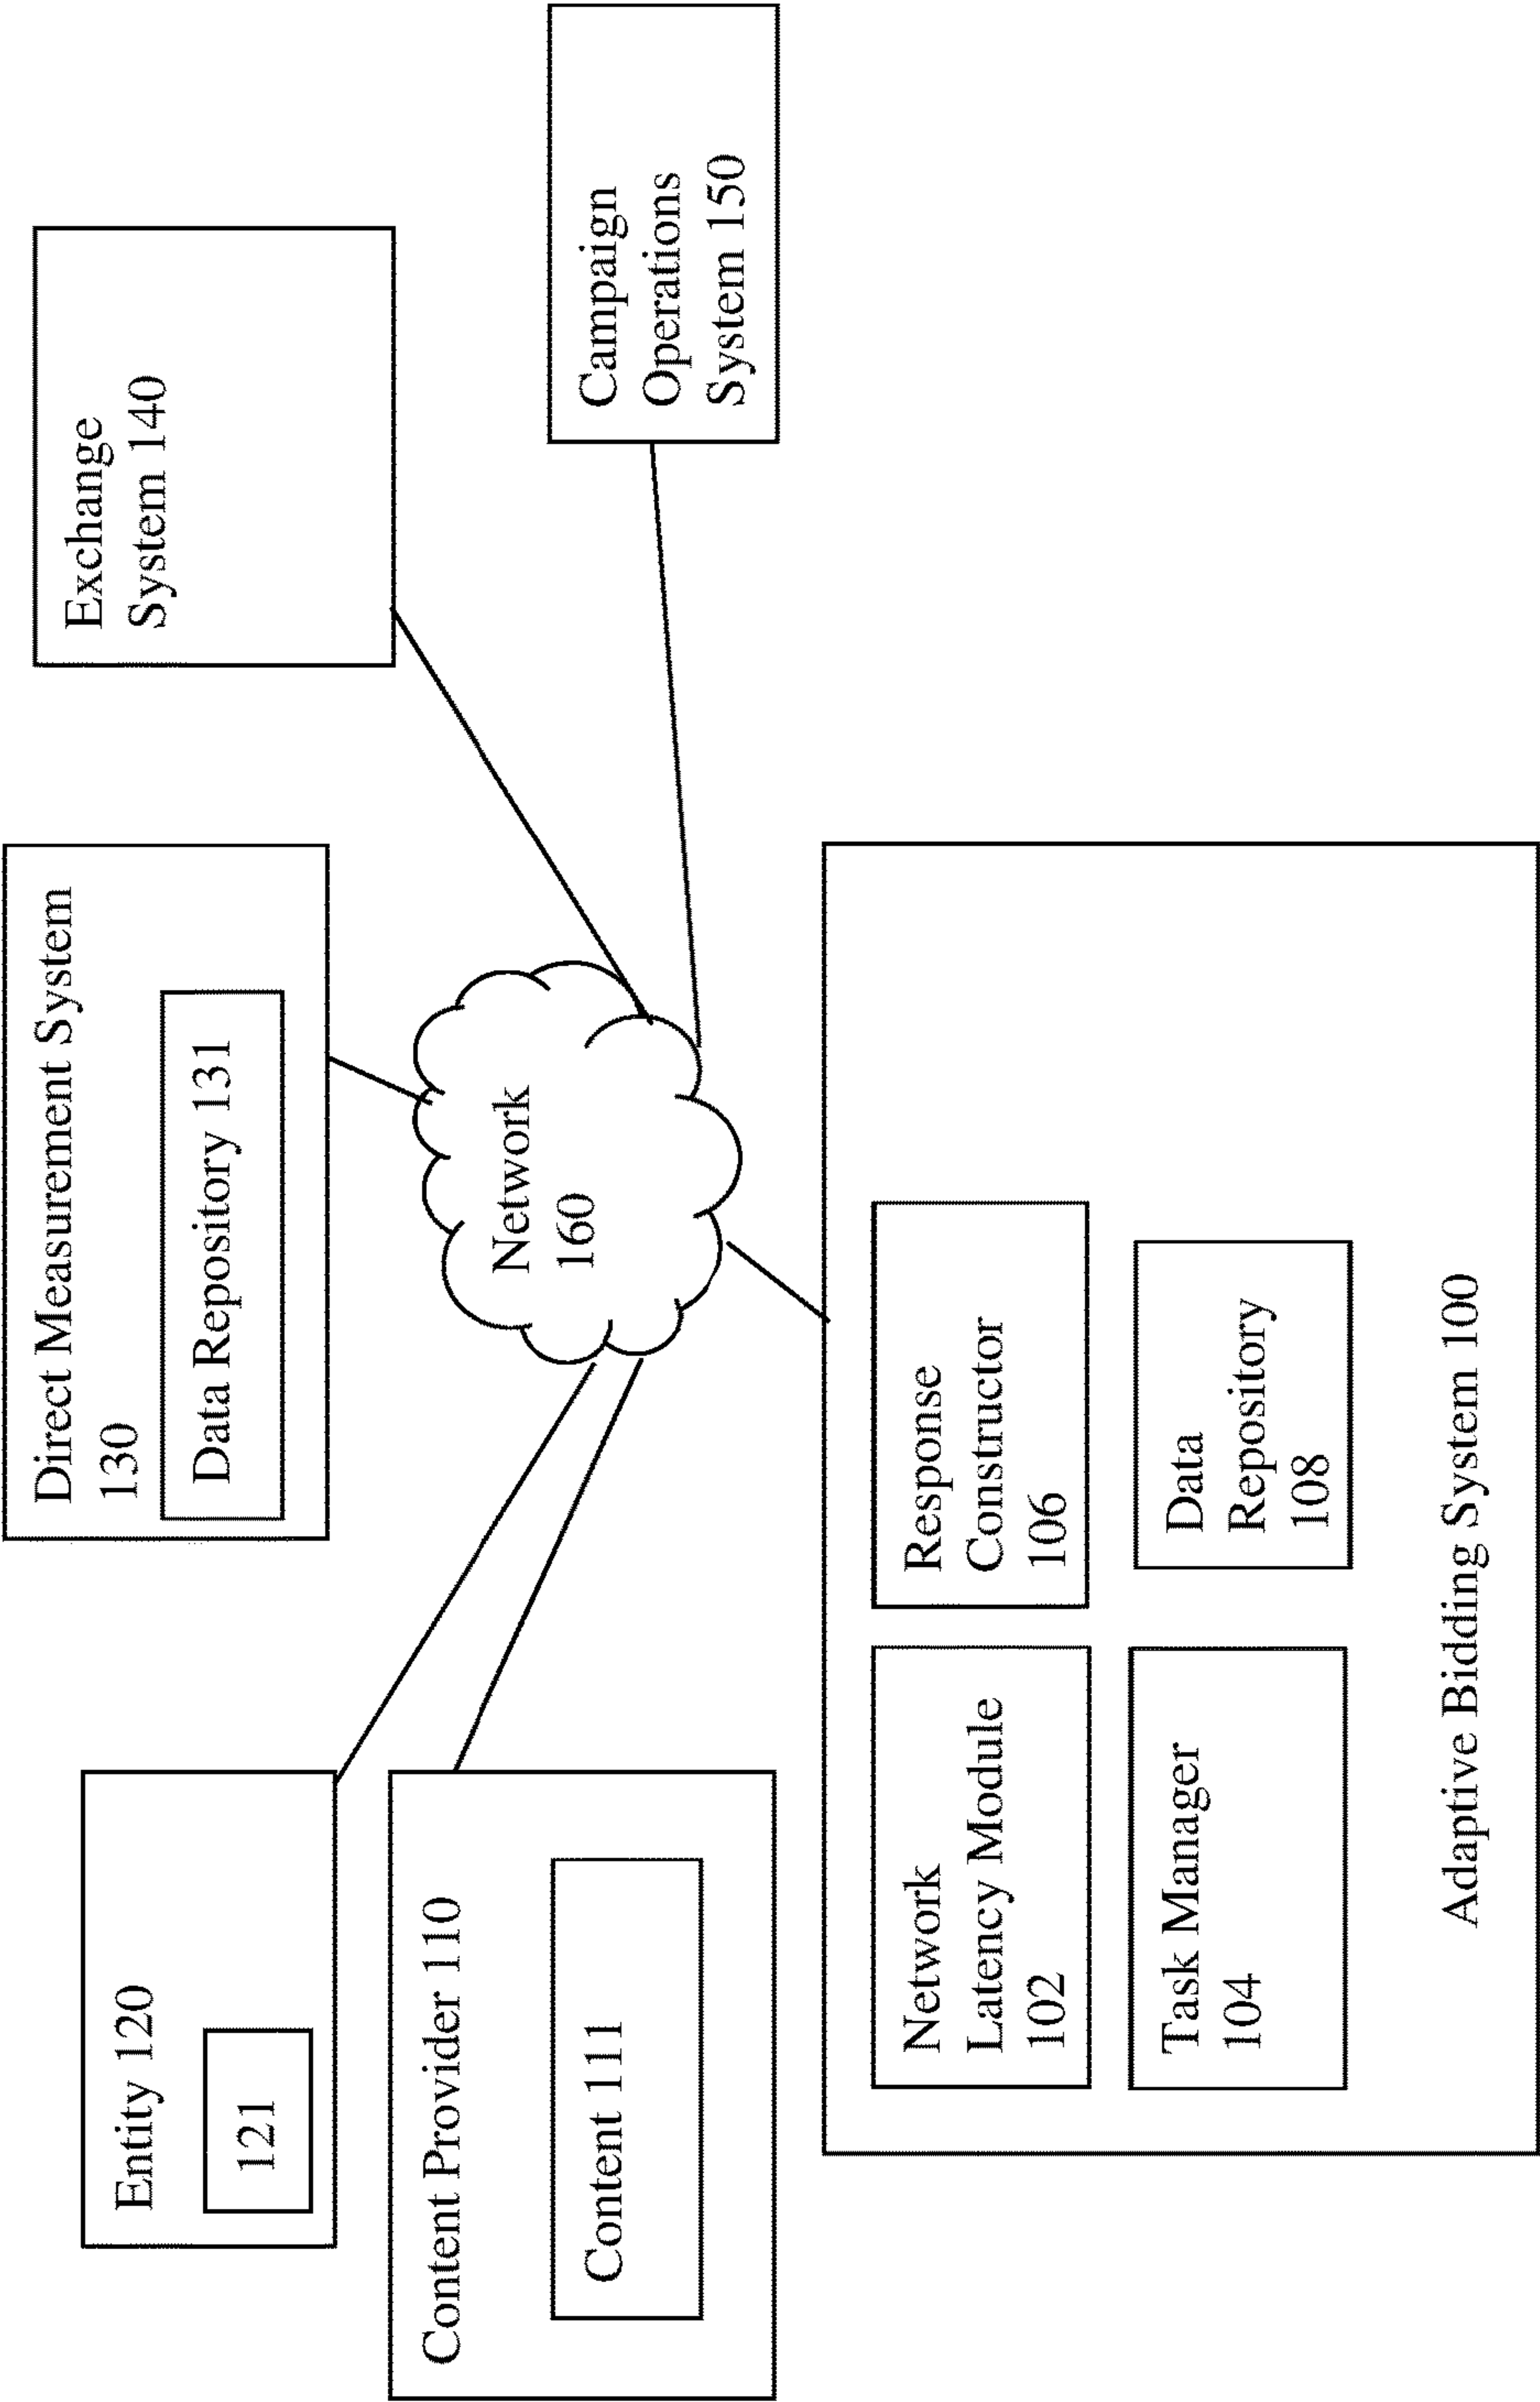 Entity 120
121
Content Provider 110
Content 111
Direct Measurement System
130
Data Repository 131
Exchange
System 140
Campaign
Operations
System 150
Network
160
Network
Latency Module
102
Response
Constructor
106
Task Manager
104
Data
Repository
108
Adaptive Bidding System 100